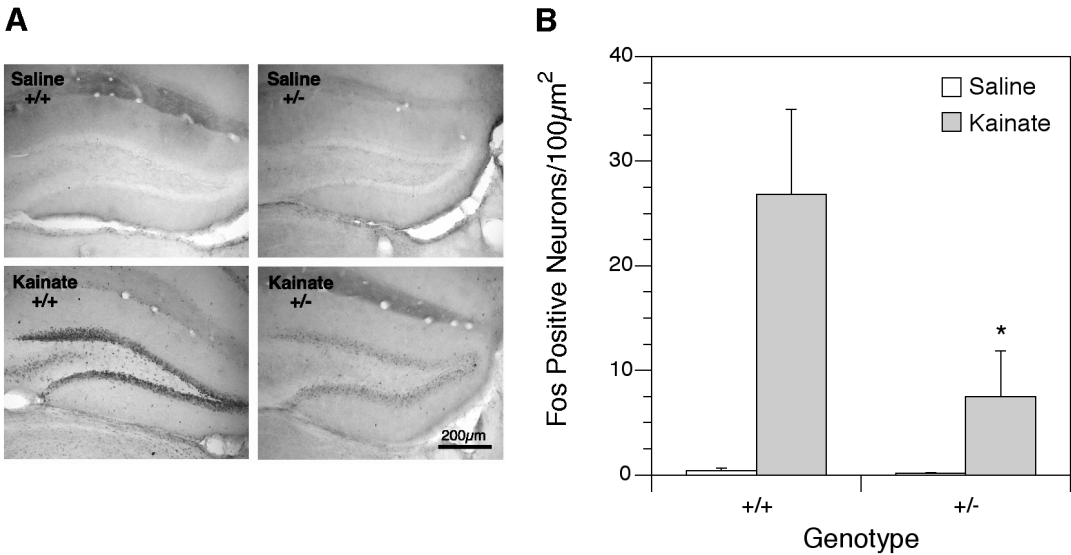 A
Saline
+/+
Saline
+/-
Kainate
+/+
Kainate
+/-
200µm
B
Fos Positive Neurons/100µm²
40
30
20
10
0
Saline
Kainate
*
+/+
+/-
Genotype